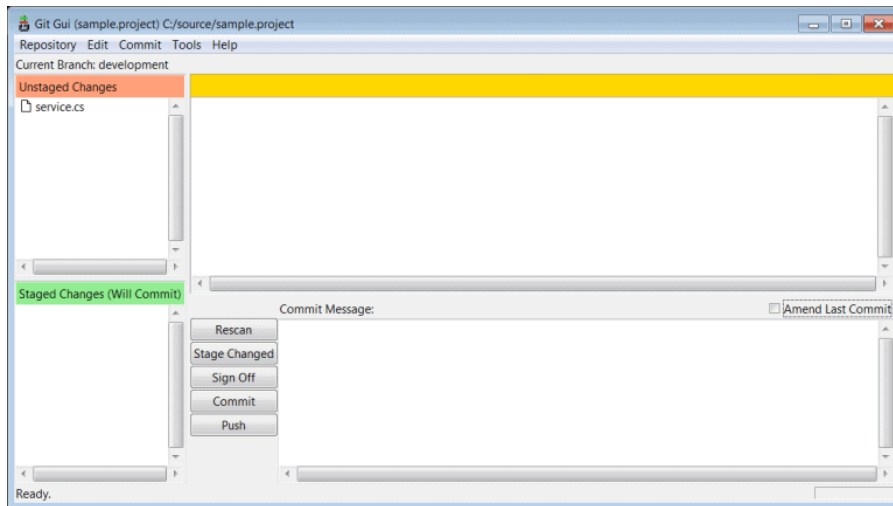 Git Gui (sample.project) C:/source/sample.project
Repository Edit Commit Tools Help
Current Branch: development
Unstaged Changes
service.cs
Staged Changes (Will Commit)
Commit Message:
Amend Last Commit
Rescan
Stage Changed
Sign Off
Commit
Push
Ready.